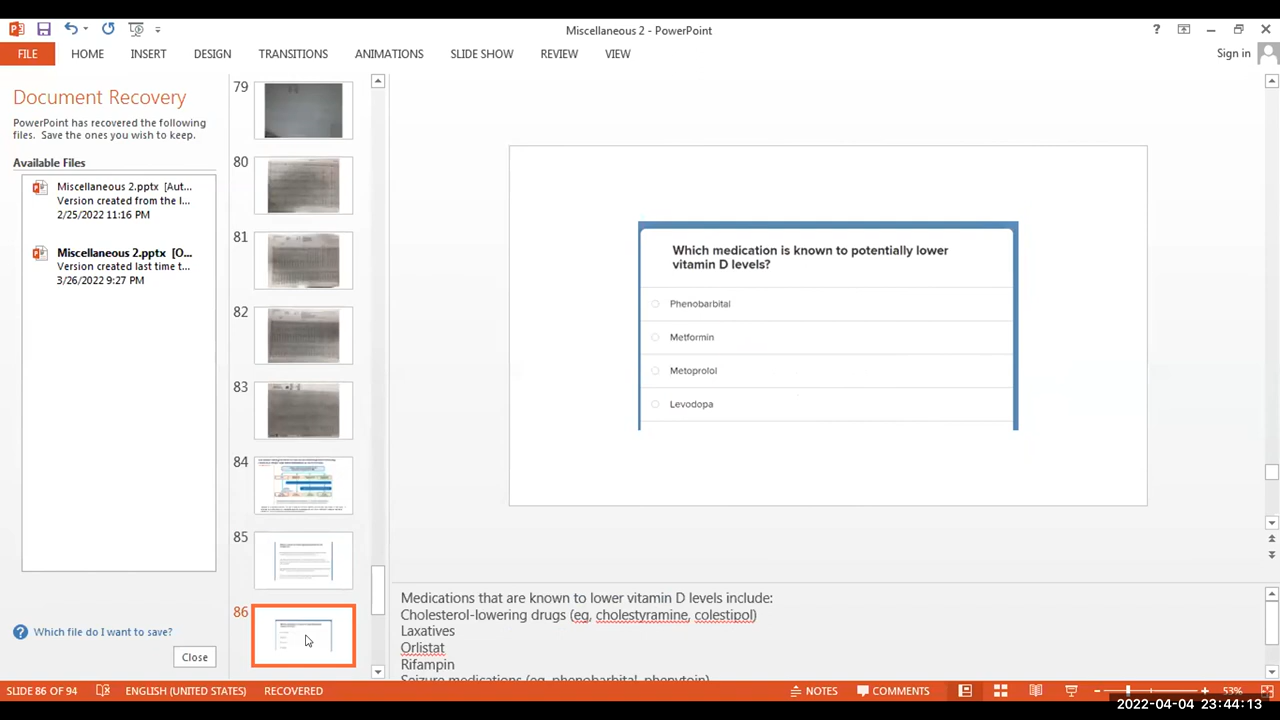 Miscellaneous 2 - PowerPoint
?
FILE
HOME
INSERT
DESIGN
TRANSITIONS
ANIMATIONS
SLIDE SHOW
REVIEW
VIEW
Sign in
Document Recovery
PowerPoint has recovered the following
files. Save the ones you wish to keep.
Available Files
Miscellaneous 2.pptx [Aut...
Version created from the l...
2/25/2022 11:16 PM
Miscellaneous 2.pptx [O...
Version created last time t...
3/26/2022 9:27 PM
Which file do I want to save?
Close
79
80
81
82
83
84
85
86
Which medication is known to potentially lower
vitamin D levels?
Phenobarbital
Metformin
Metoprolol
Levodopa
Medications that are known to lower vitamin D levels include:
Cholesterol-lowering drugs (eg, cholestyramine, colestipol)
Laxatives
Orlistat
Rifampin
Seizure medications (eg, phenobarbital, phenytoin)
SLIDE 86 OF 94
ENGLISH (UNITED STATES)
RECOVERED
NOTES
COMMENTS
53%
2022-04-04 23:44:13